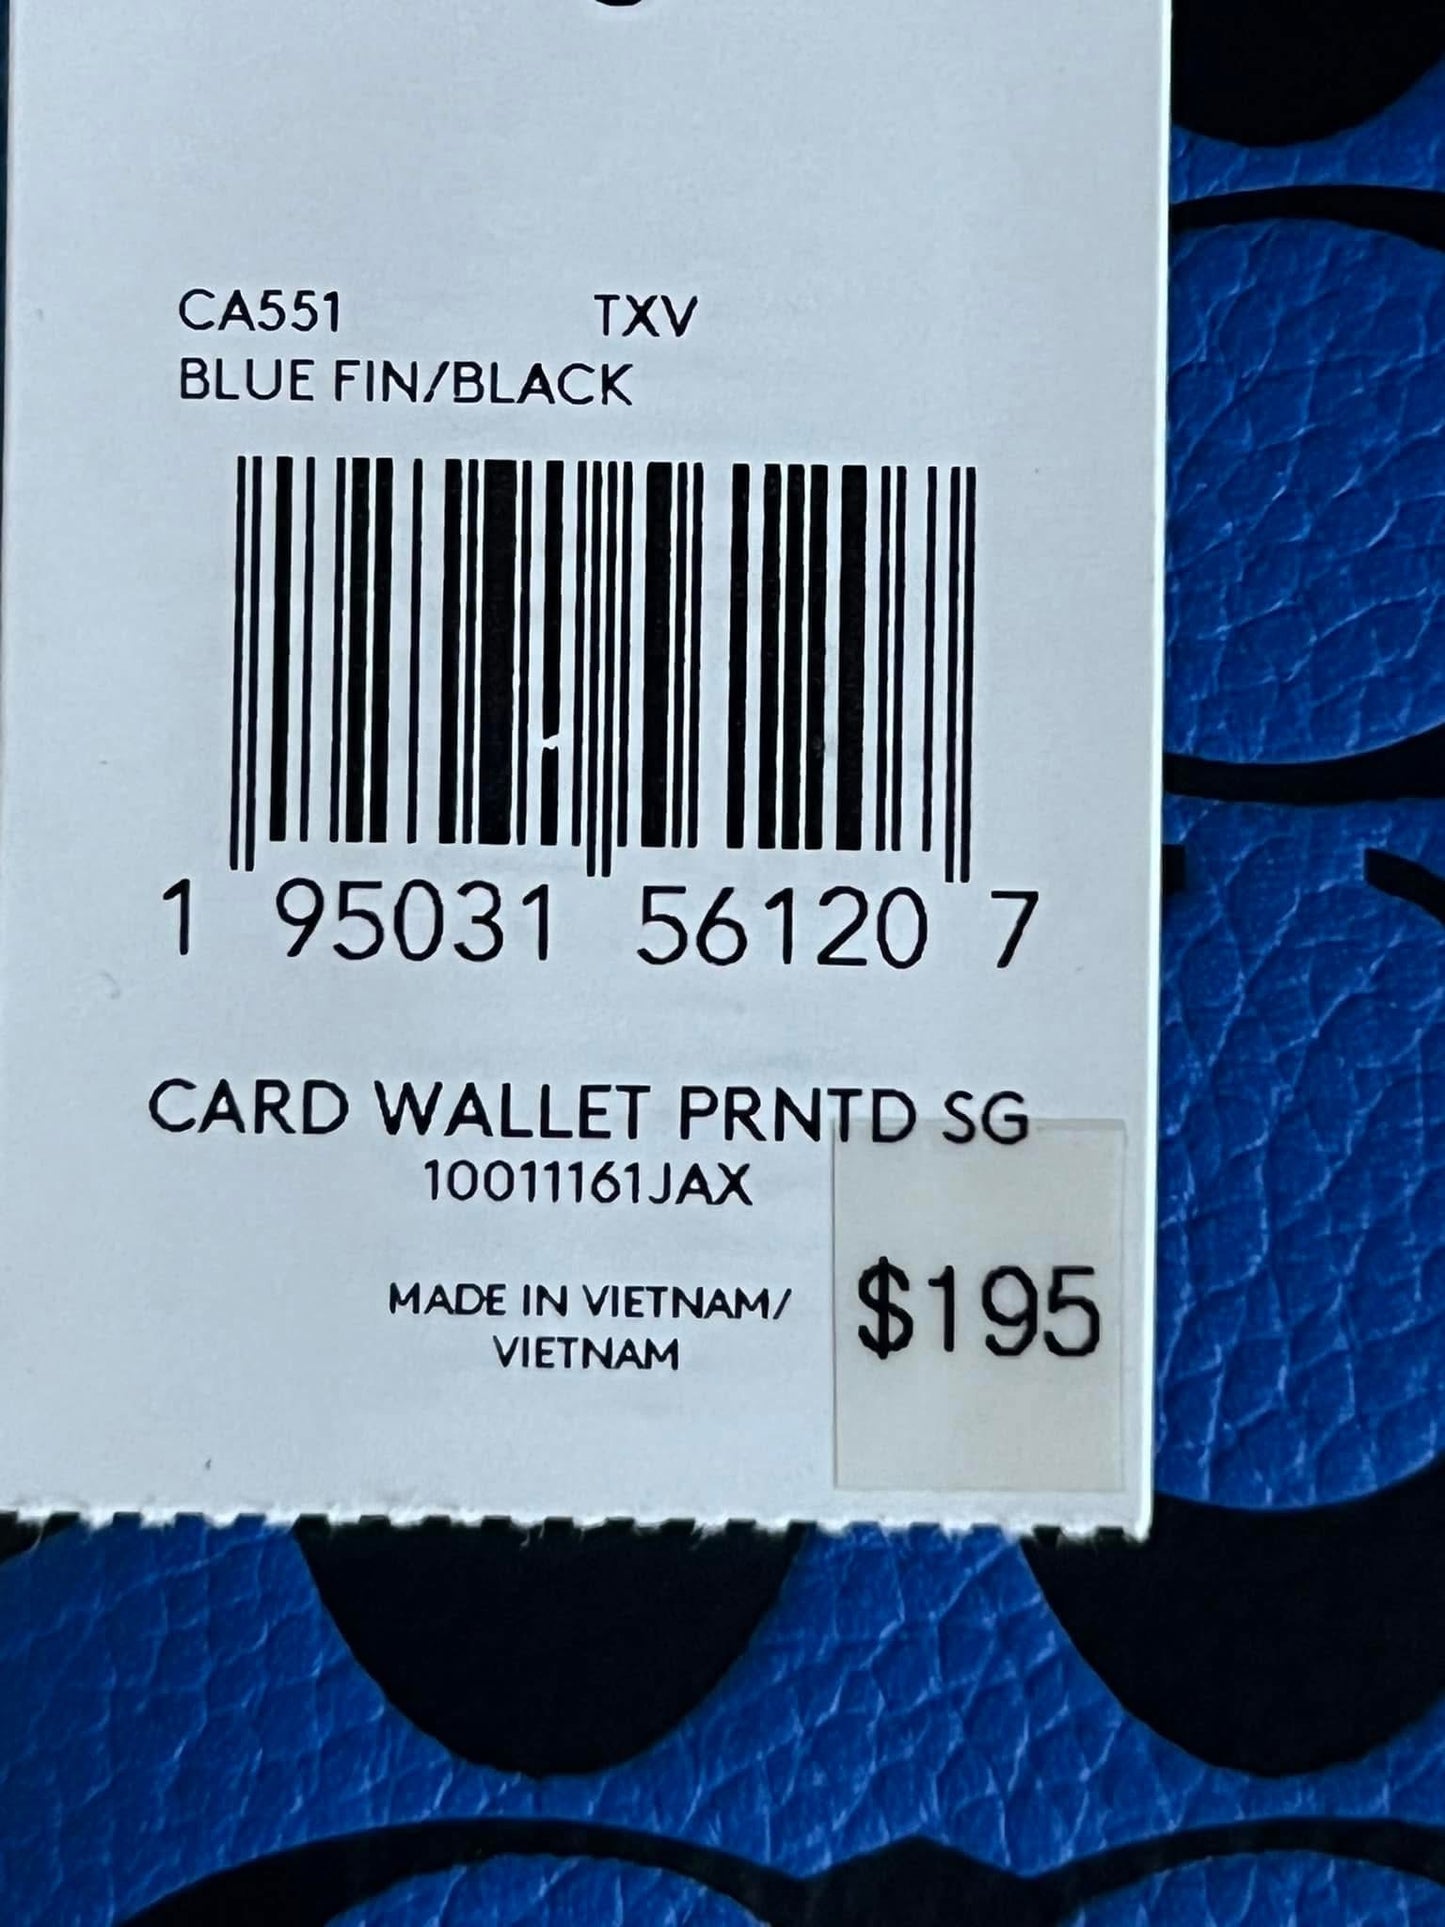 CA551 TXV
BLUE FIN/BLACK
1 95031 56120 7
CARD WALLET PRNTD SG
10011161JAX
MADE IN VIETNAM/
VIETNAM
$195